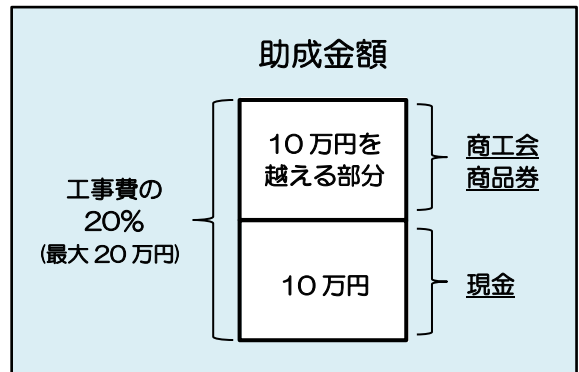 助成金額
工事費の
20%
(最大20万円)
10万円を
越える部分
商工会
商品券
10万円
現金